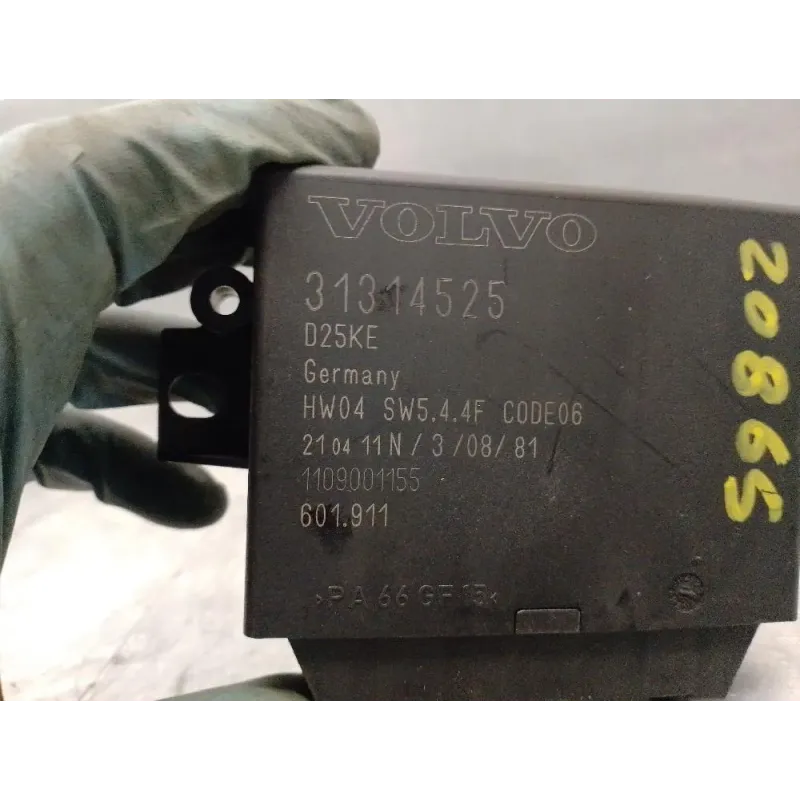 VOLVO
31314525
D25KE
Germany
HW04 SW5.4.4F CODE06
21 04 11 N / 3 / 08 / 81
1109001155
601.911
>PA 66 GF 15<
20865